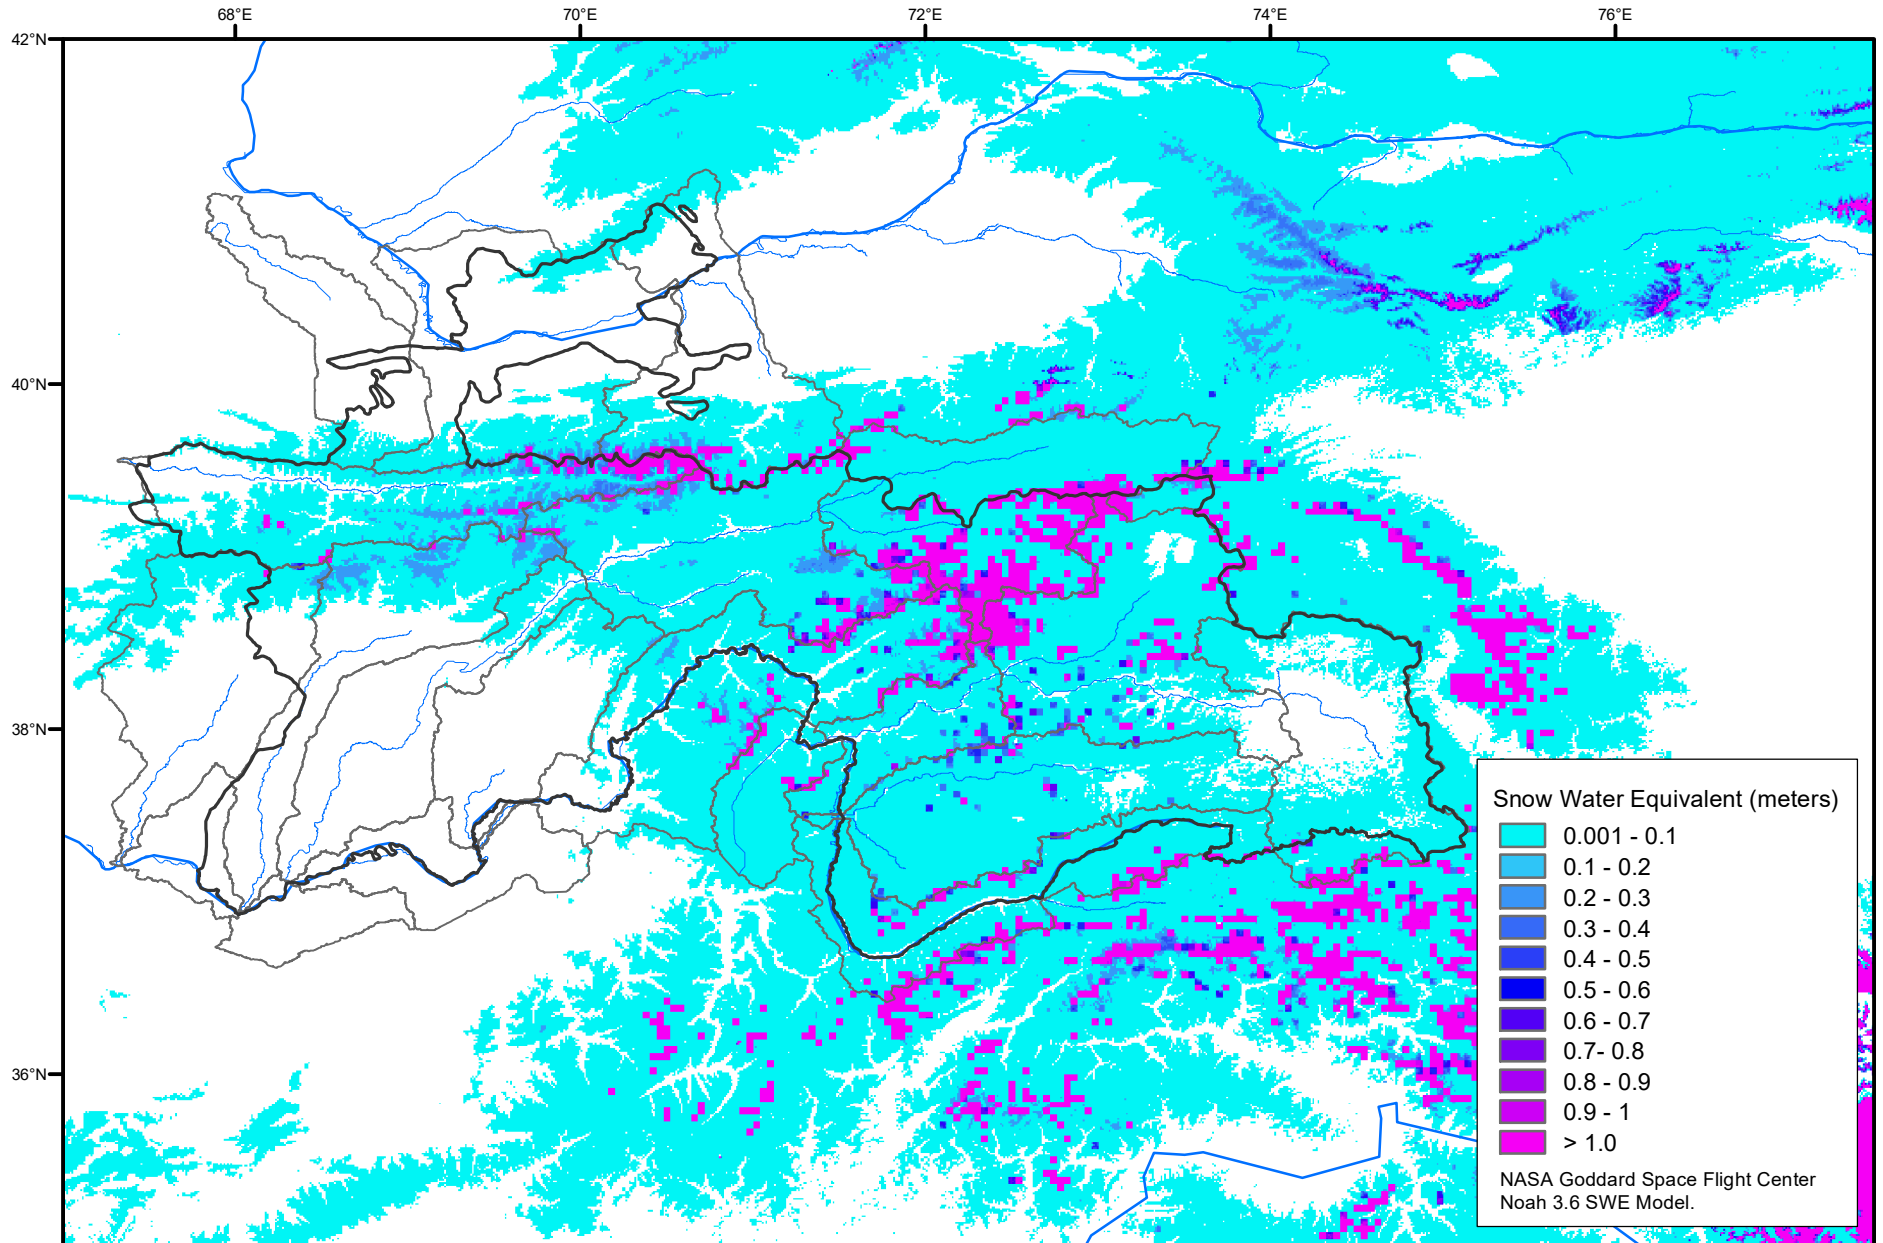 68°E 70°E 72°E 74°E 76°E
42°N
40°N
38°N
36°N
Snow Water Equivalent (meters)
0.001 - 0.1
0.1 - 0.2
0.2 - 0.3
0.3 - 0.4
0.4 - 0.5
0.5 - 0.6
0.6 - 0.7
0.7- 0.8
0.8 - 0.9
0.9 - 1
> 1.0
NASA Goddard Space Flight Center
Noah 3.6 SWE Model.